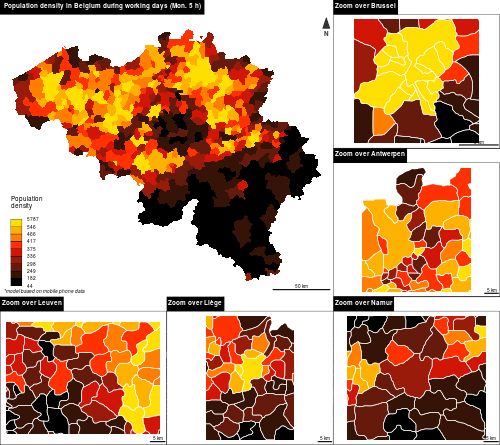 Population density in Belgium during working days (Mon. 5 h)
N
Population
density
5787
546
466
417
375
336
298
249
182
44
*model based on mobile phone data
50 km
Zoom over Brussel
Zoom over Antwerpen
5 km
Zoom over Leuven
5 km
Zoom over Liège
5 km
Zoom over Namur
5 km